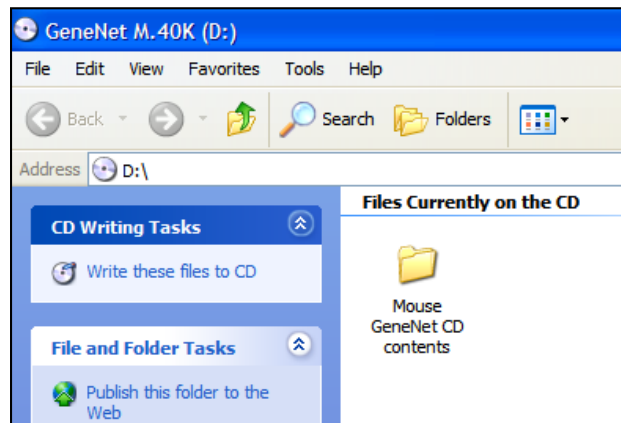 GeneNet M.40K (D:)
File Edit View Favorites Tools Help
Back Search Folders
Address D:\
CD Writing Tasks
Write these files to CD
File and Folder Tasks
Publish this folder to the
Web
Files Currently on the CD
Mouse
GeneNet CD
contents